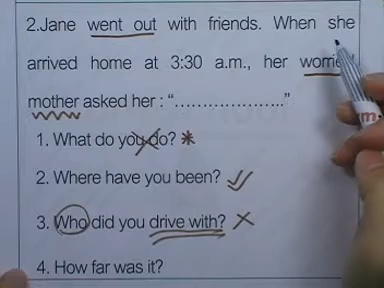 2.Jane went out with friends. When she
arrived home at 3:30 a.m., her worried
mother asked her : “………………..”
1. What do you do? *
2. Where have you been?
3. Who did you drive with?
4. How far was it?